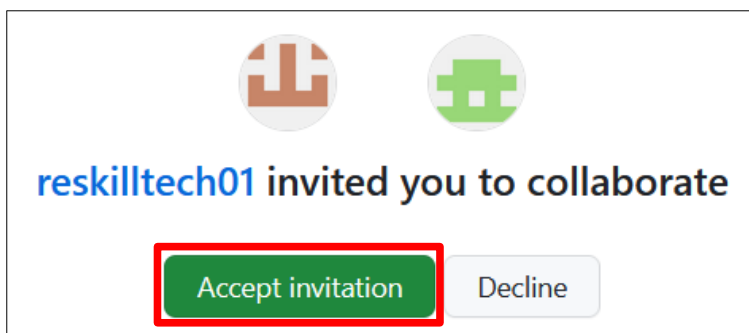 reskilltech01 invited you to collaborate
Accept invitation Decline